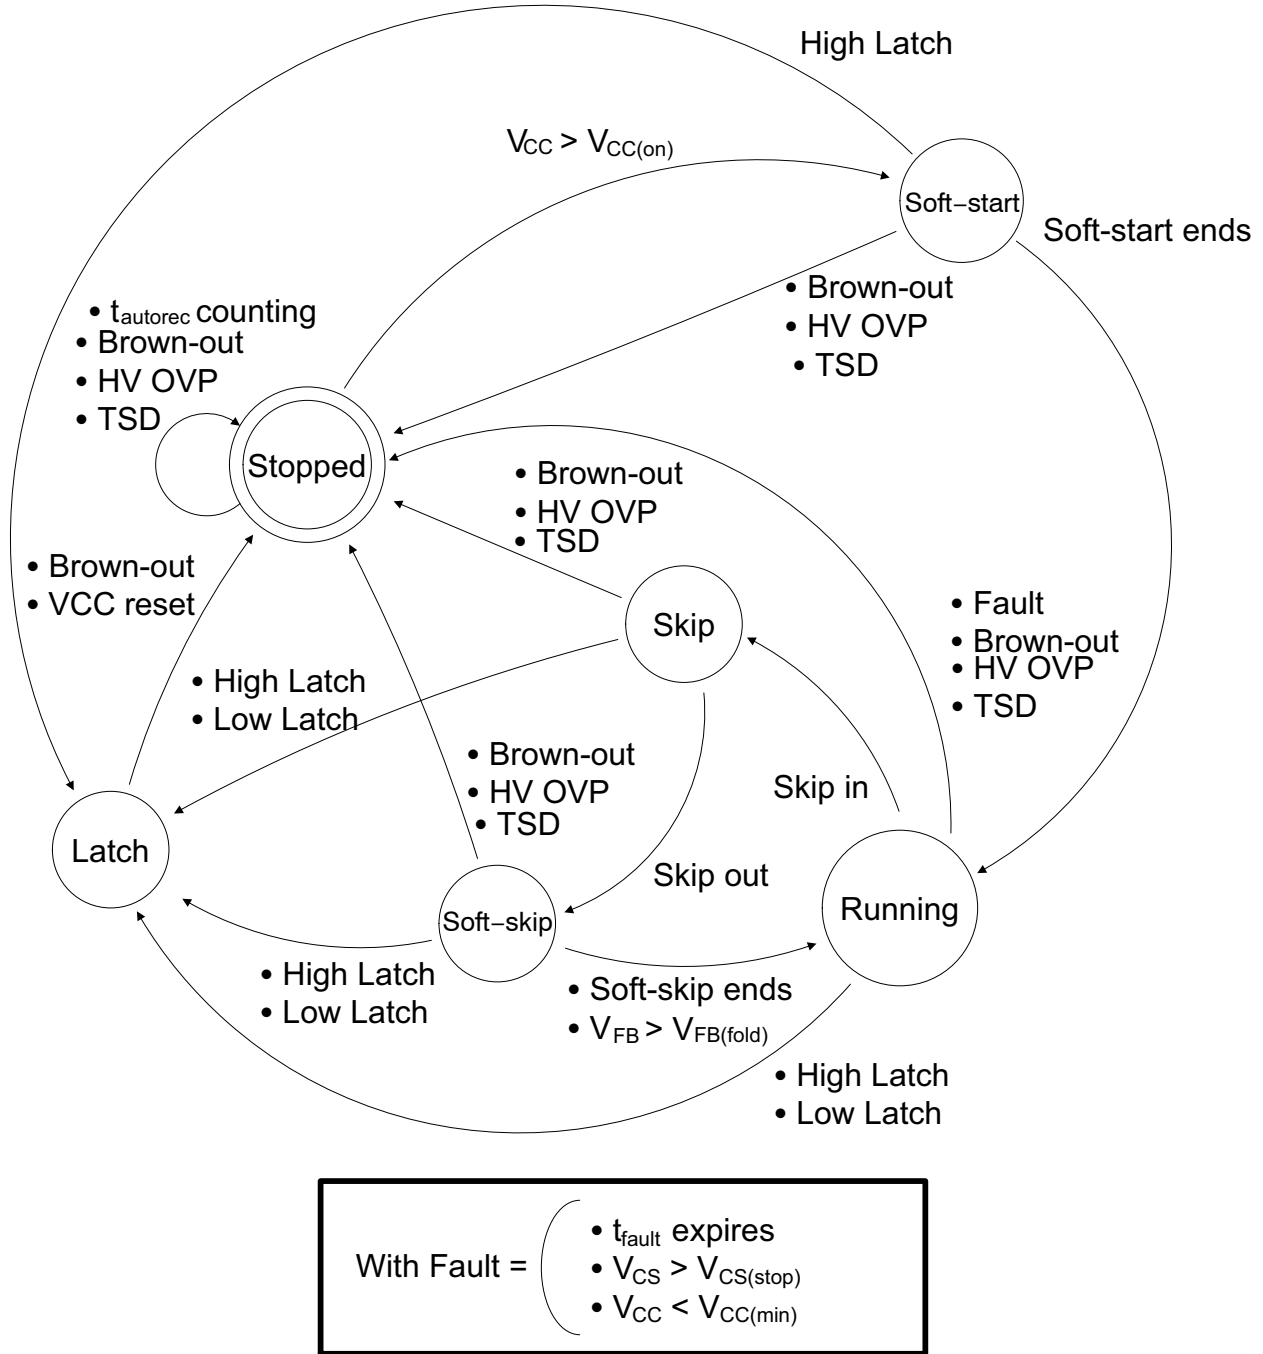 High Latch
VCC > VCC(on)
Soft−start
Soft-start ends
• Brown-out
• HV OVP
• TSD
• tautorec counting
• Brown-out
• HV OVP
• TSD
Stopped
• Brown-out
• HV OVP
• TSD
• Brown-out
• VCC reset
Skip
• Fault
• Brown-out
• HV OVP
• TSD
• High Latch
• Low Latch
• Brown-out
• HV OVP
• TSD
Skip in
Latch
Skip out
Soft−skip
Running
• High Latch
• Low Latch
• Soft-skip ends
• VFB > VFB(fold)
• High Latch
• Low Latch
With Fault =
• tfault expires
• VCS > VCS(stop)
• VCC < VCC(min)